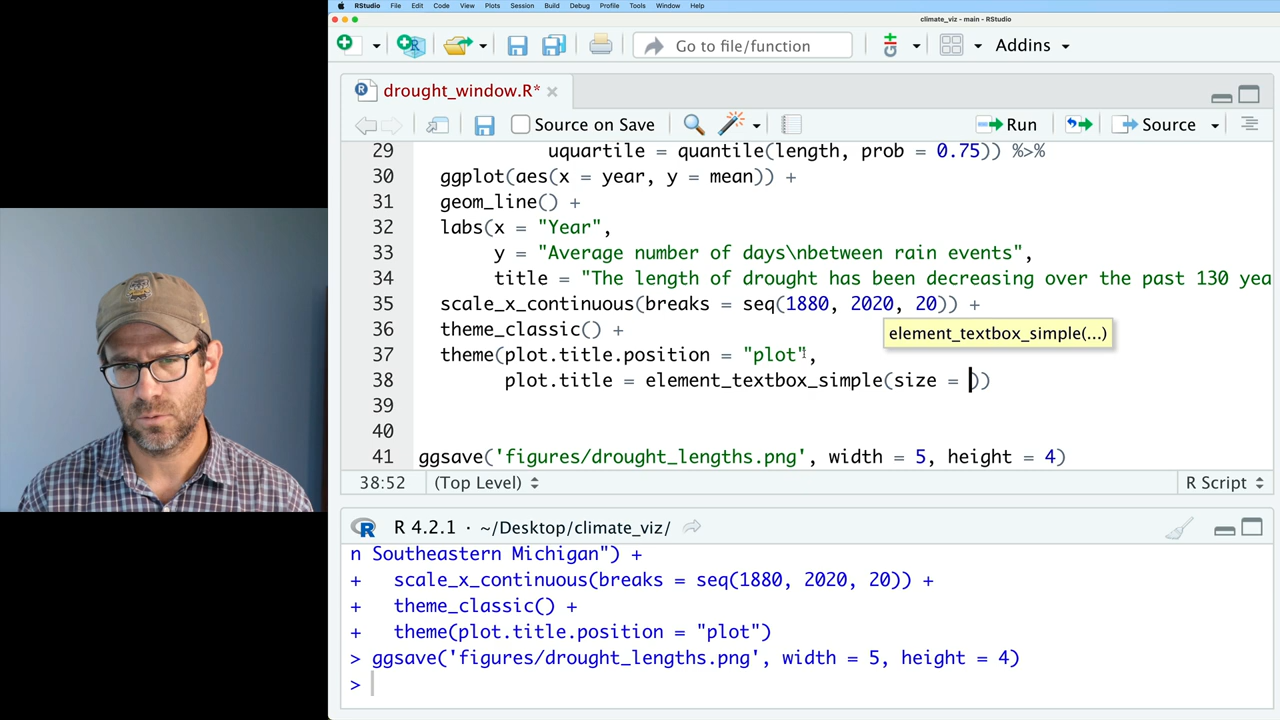 RStudio File Edit Code View Plots Session Build Debug Profile Tools Window Help
climate_viz - main - RStudio
Go to file/function Addins
drought_window.R*
Source on Save Run Source
29 uquartile = quantile(length, prob = 0.75)) %>%
30 ggplot(aes(x = year, y = mean)) +
31 geom_line() +
32 labs(x = "Year",
33 y = "Average number of days\nbetween rain events",
34 title = "The length of drought has been decreasing over the past 130 yea
35 scale_x_continuous(breaks = seq(1880, 2020, 20)) +
36 theme_classic() +
element_textbox_simple(...)
37 theme(plot.title.position = "plot",
38 plot.title = element_textbox_simple(size = ))
39
40
41 ggsave('figures/drought_lengths.png', width = 5, height = 4)
38:52 (Top Level) R Script
R 4.2.1 · ~/Desktop/climate_viz/
n Southeastern Michigan") +
+ scale_x_continuous(breaks = seq(1880, 2020, 20)) +
+ theme_classic() +
+ theme(plot.title.position = "plot")
> ggsave('figures/drought_lengths.png', width = 5, height = 4)
>